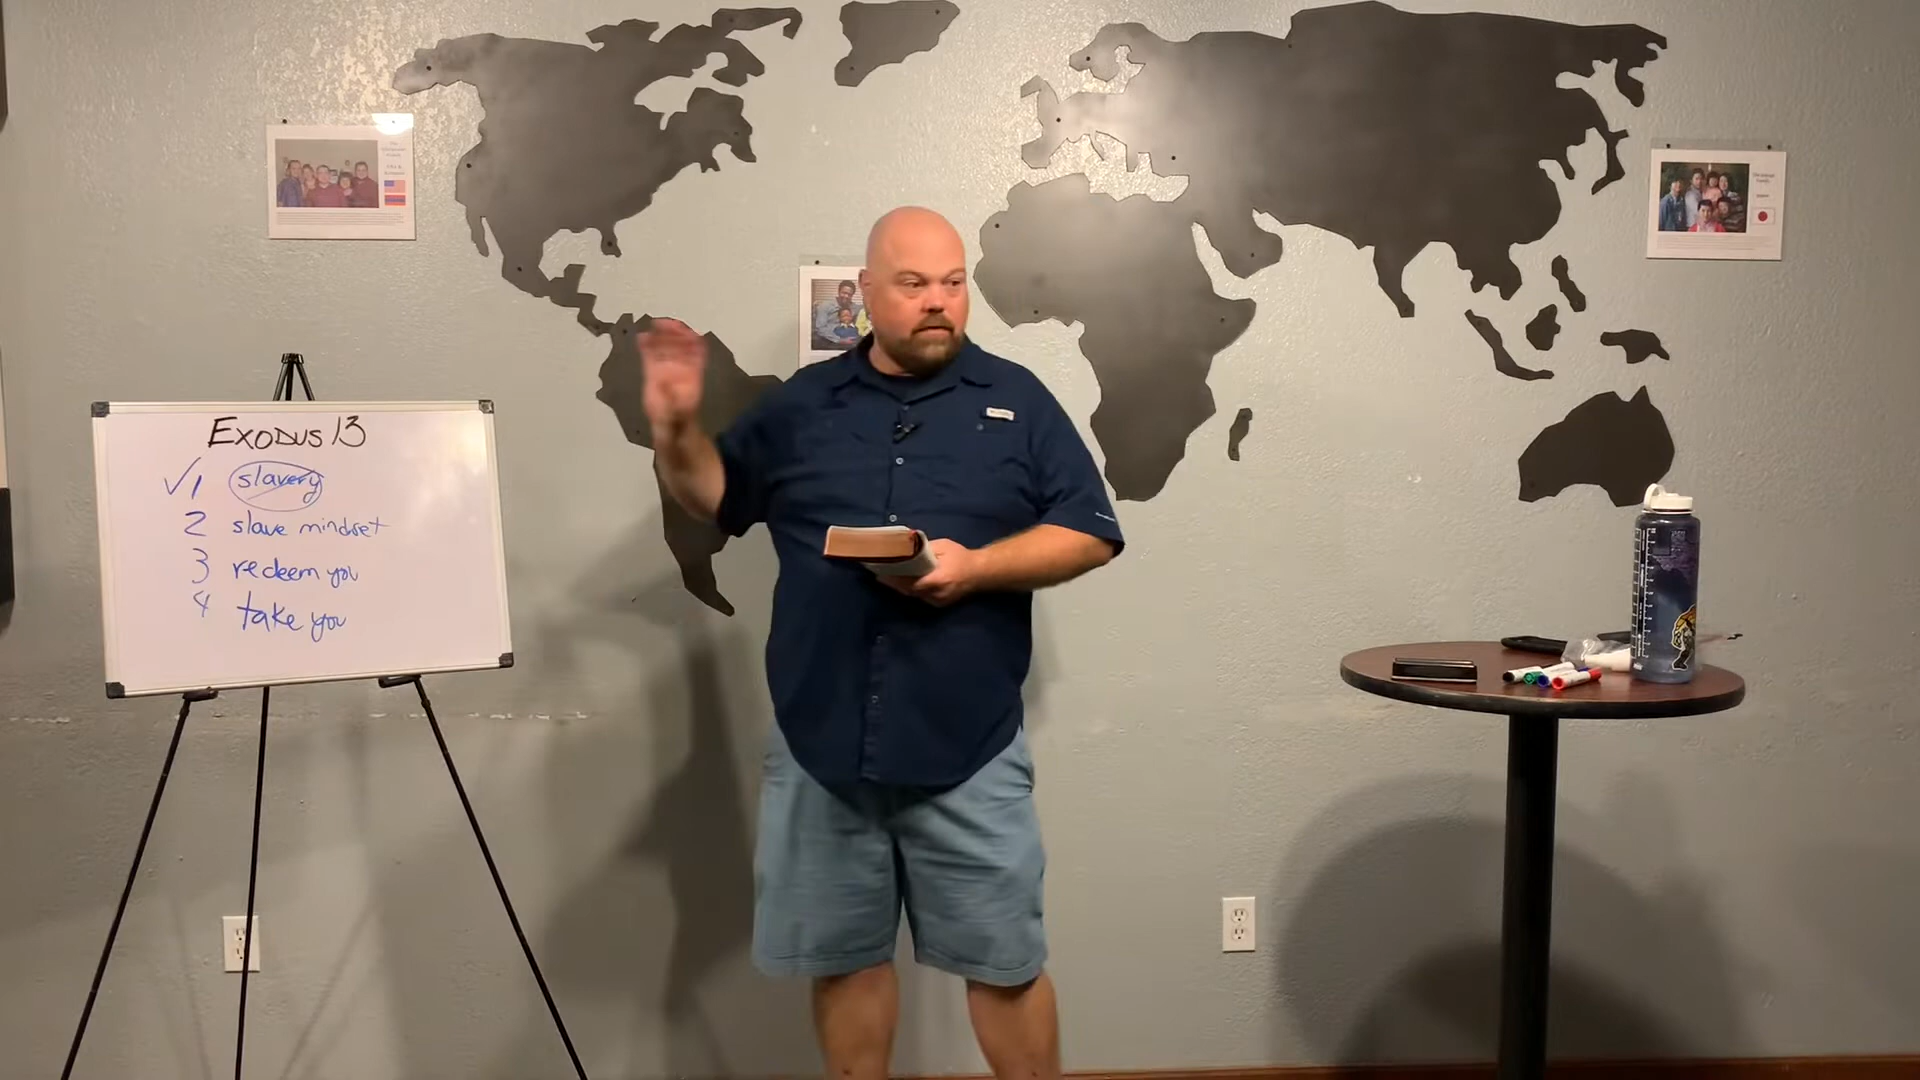 EXODUS 13
✓1 slavery
2 slave mindset
3 redeem you
4 take you